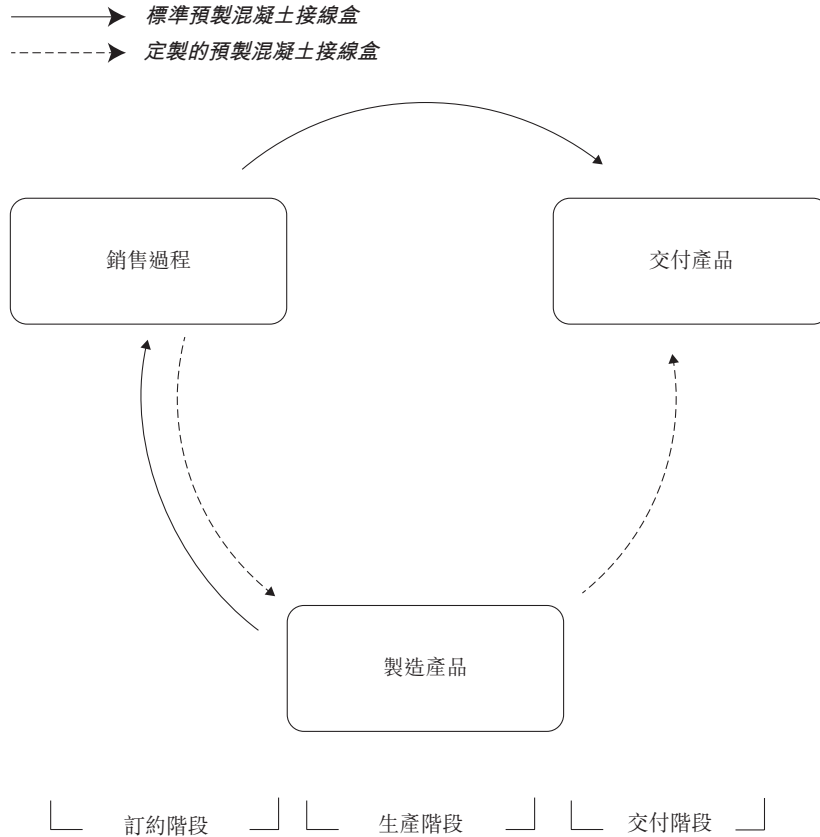 標準預製混凝土接線盒
定製的預製混凝土接線盒
銷售過程
交付產品
製造產品
訂約階段
生產階段
交付階段